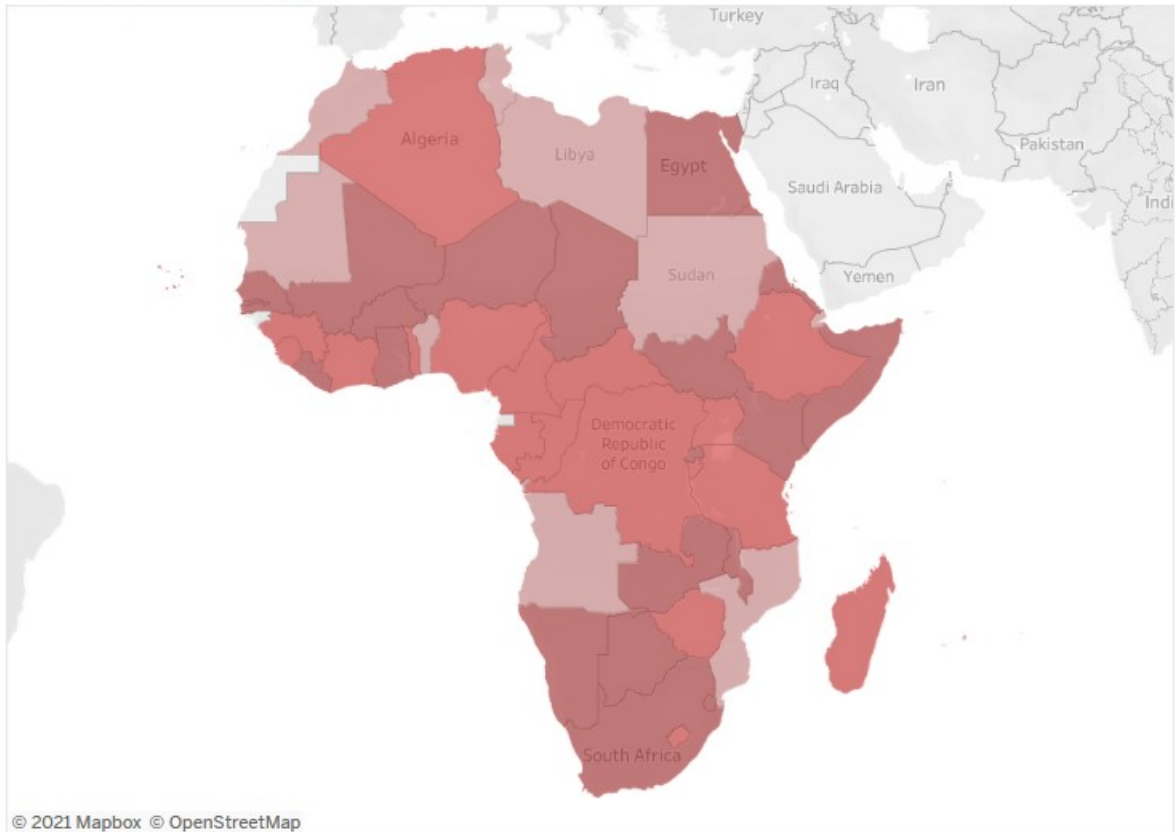 Turkey
Iraq
Iran
Pakistan
Algeria
Libya
Egypt
Saudi Arabia
Indi
Sudan
Yemen
Democratic
Republic
of Congo
South Africa
© 2021 Mapbox © OpenStreetMap